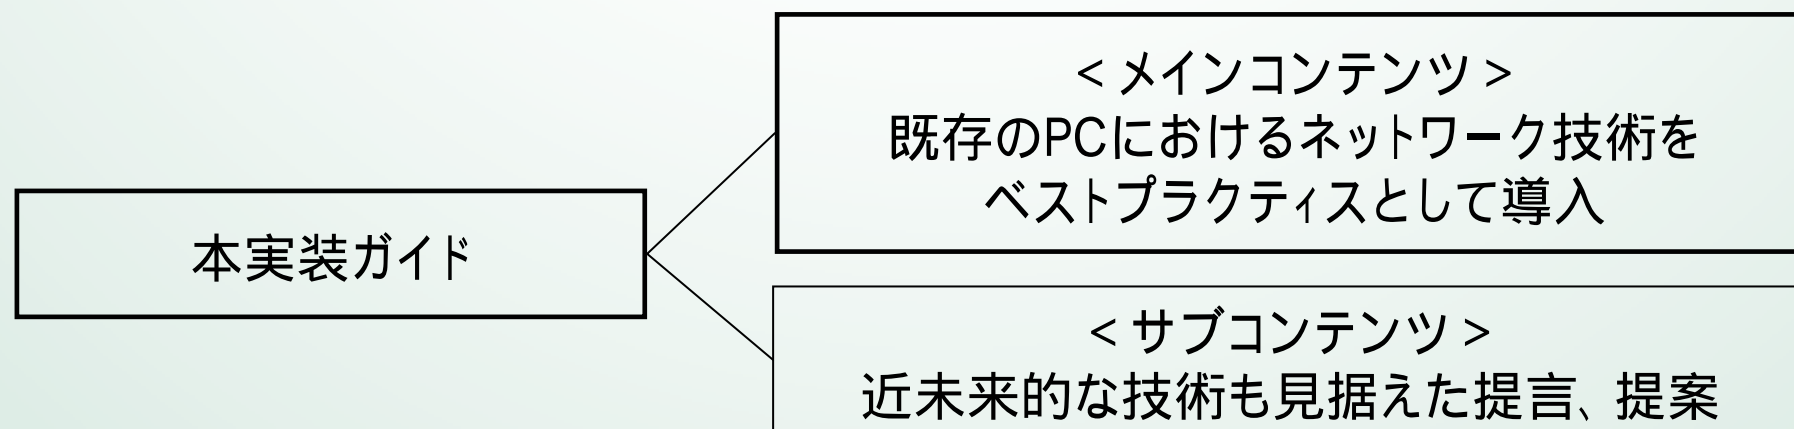 <メインコンテンツ>
既存のPCにおけるネットワーク技術を
ベストプラクティスとして導入
本実装ガイド
<サブコンテンツ>
近未来的な技術も見据えた提言、提案